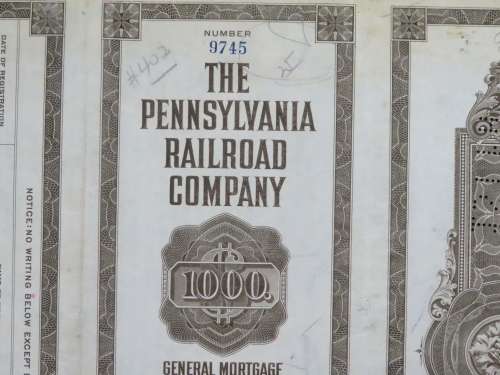 DATE OF REGISTRATION
NOTICE: NO WRITING BELOW EXCEPT
NUMBER
9745
#402
THE
PENNSYLVANIA
RAILROAD
COMPANY
$
1000
GENERAL MORTGAGE